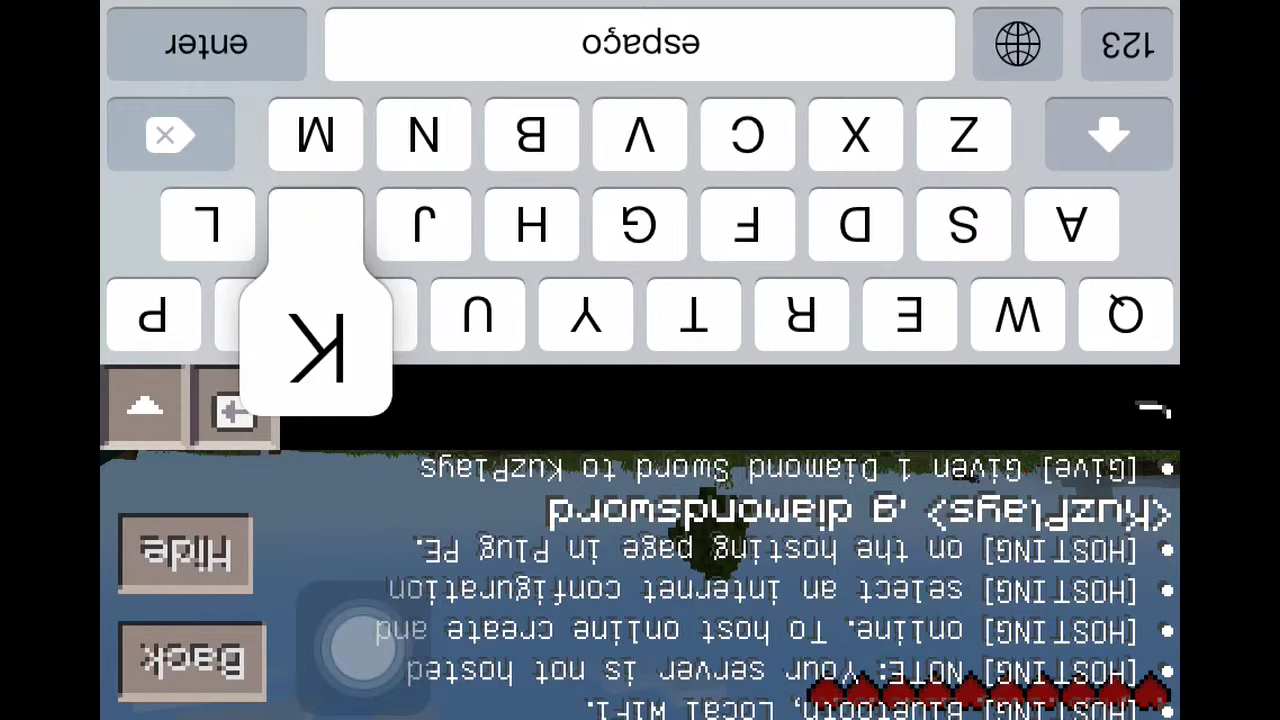 • [HOSTING] Bluetooth, Local WiFi.
• [HOSTING] NOTE: Your server is not hosted
• [HOSTING] online. To host online create and
• [HOSTING] select an internet configuration
• [HOSTING] on the hosting page in Plug PE.
<KuzPlays> .g diamondsword
• [Give] Given 1 Diamond Sword to KuzPlays
Back
Hide
._
Q W E R T Y U P
A S D F G H J K L
Z X C V B N M
123 espaço enter